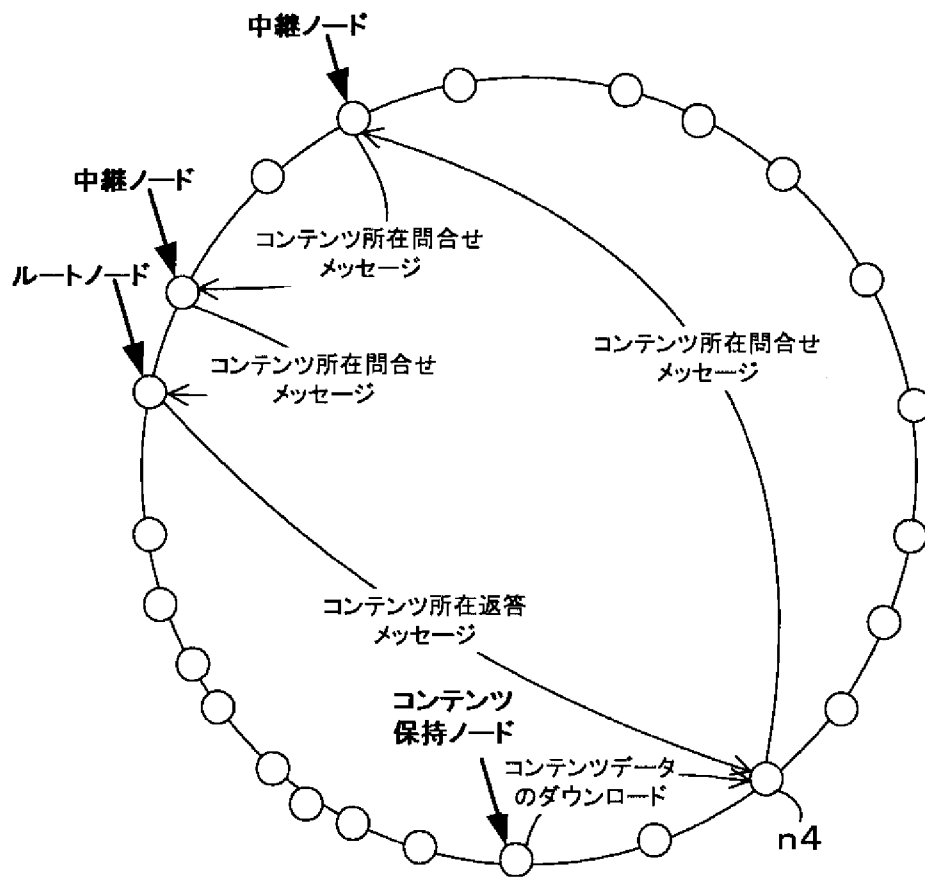 中継ノード
中継ノード
コンテンツ所在問合せ
メッセージ
ルートノード
コンテンツ所在問合せ
メッセージ
コンテンツ所在問合せ
メッセージ
コンテンツ所在返答
メッセージ
コンテンツ
保持ノード
コンテンツデータ
のダウンロード
n4